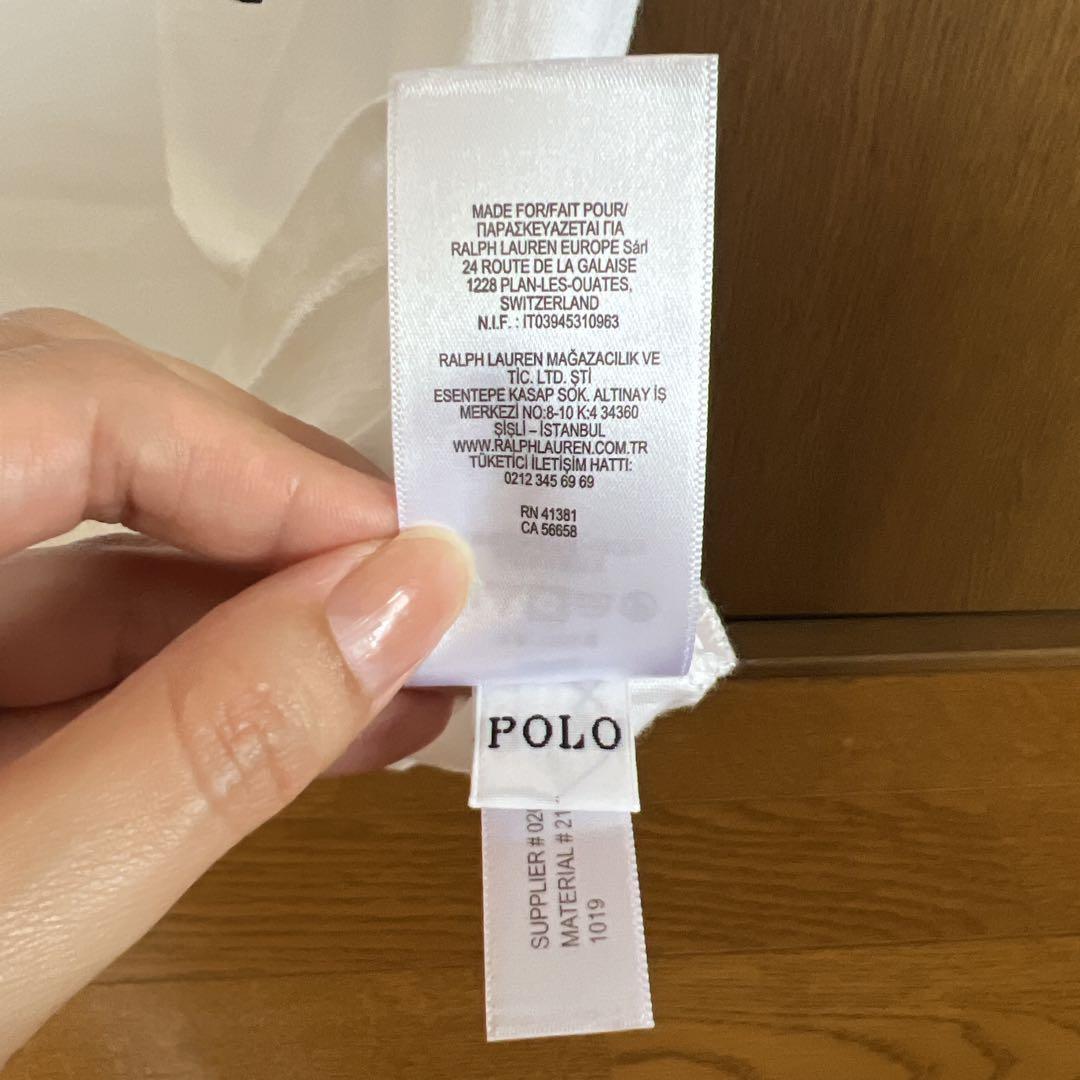 MADE FOR/FAIT POUR/
ΠΑΡΑΣΚΕΥΑΖΕΤΑΙ ΓΙΑ
RALPH LAUREN EUROPE Sárl
24 ROUTE DE LA GALAISE
1228 PLAN-LES-OUATES,
SWITZERLAND
N.I.F. : IT03945310963
RALPH LAUREN MAĞAZACILIK VE
TİC. LTD. ŞTİ
ESENTEPE KASAP SOK. ALTINAY İŞ
MERKEZİ NO:8-10 K:4 34360
ŞİŞLİ – İSTANBUL
WWW.RALPHLAUREN.COM.TR
TÜKETİCİ İLETİŞİM HATTI:
0212 345 69 69
RN 41381
CA 56658
POLO
SUPPLIER #
MATERIAL #
1019